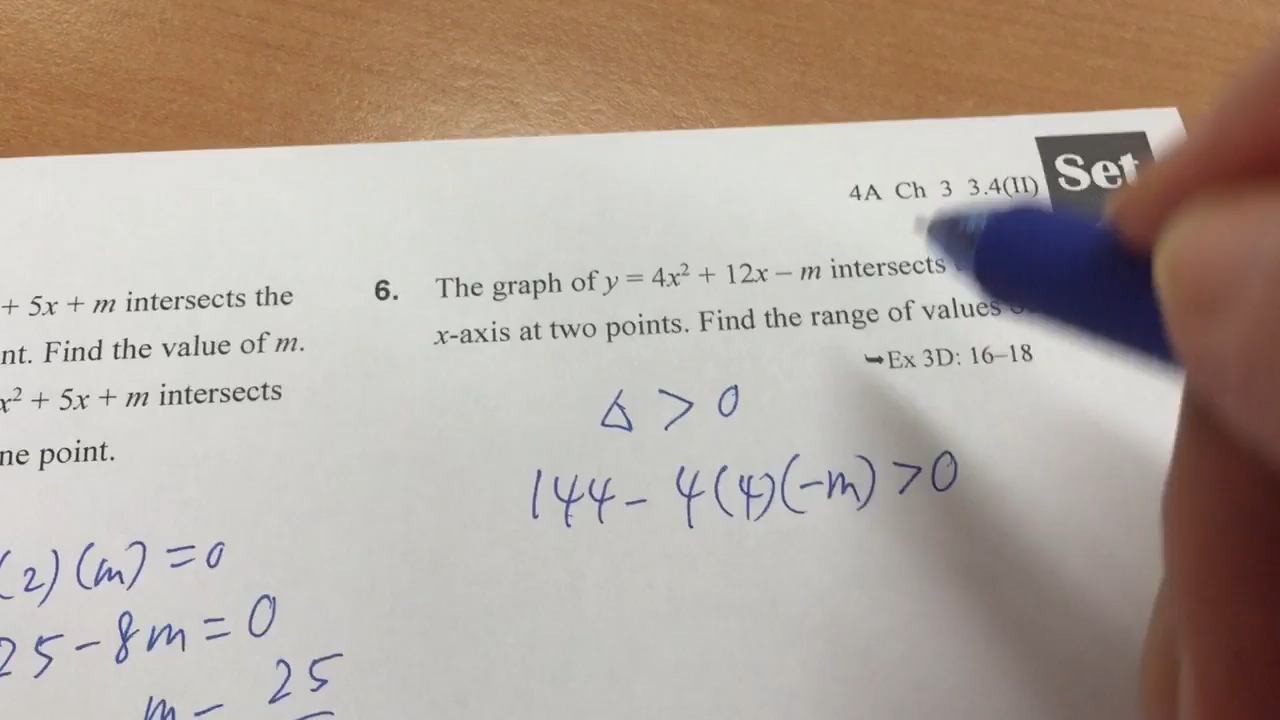 4A Ch 3 3.4(II) Set
+ 5x + m intersects the
nt. Find the value of m.
x² + 5x + m intersects
ne point.
(2)(m) = 0
25 - 8m = 0
m = 25
6. The graph of y = 4x² + 12x – m intersects
x-axis at two points. Find the range of values
➥Ex 3D: 16–18
Δ > 0
144 - 4(4)(-m) > 0